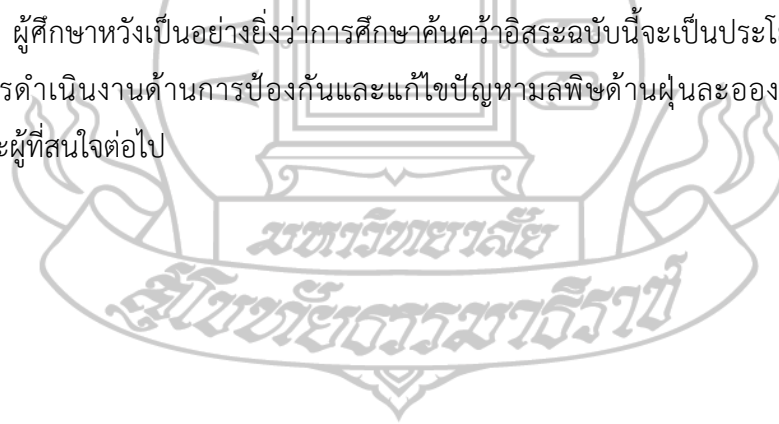 ผู้ศึกษาหวังเป็นอย่างยิ่งว่าการศึกษาค้นคว้าอิสระฉบับนี้จะเป็นประโย
รดำเนินงานด้านการป้องกันและแก้ไขปัญหามลพิษด้านฝุ่นละออง
ะผู้ที่สนใจต่อไป
มหาวิทยาลัย
สุโขทัยธรรมาธิราช